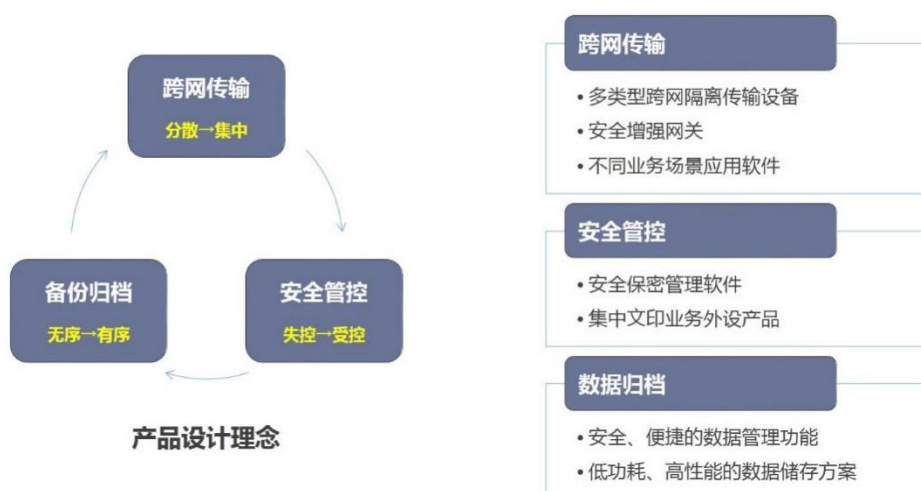 跨网传输
分散→集中
备份归档
无序→有序
安全管控
失控→受控
产品设计理念
跨网传输
• 多类型跨网隔离传输设备
• 安全增强网关
• 不同业务场景应用软件
安全管控
• 安全保密管理软件
• 集中文印业务外设产品
数据归档
• 安全、便捷的数据管理功能
• 低功耗、高性能的数据储存方案